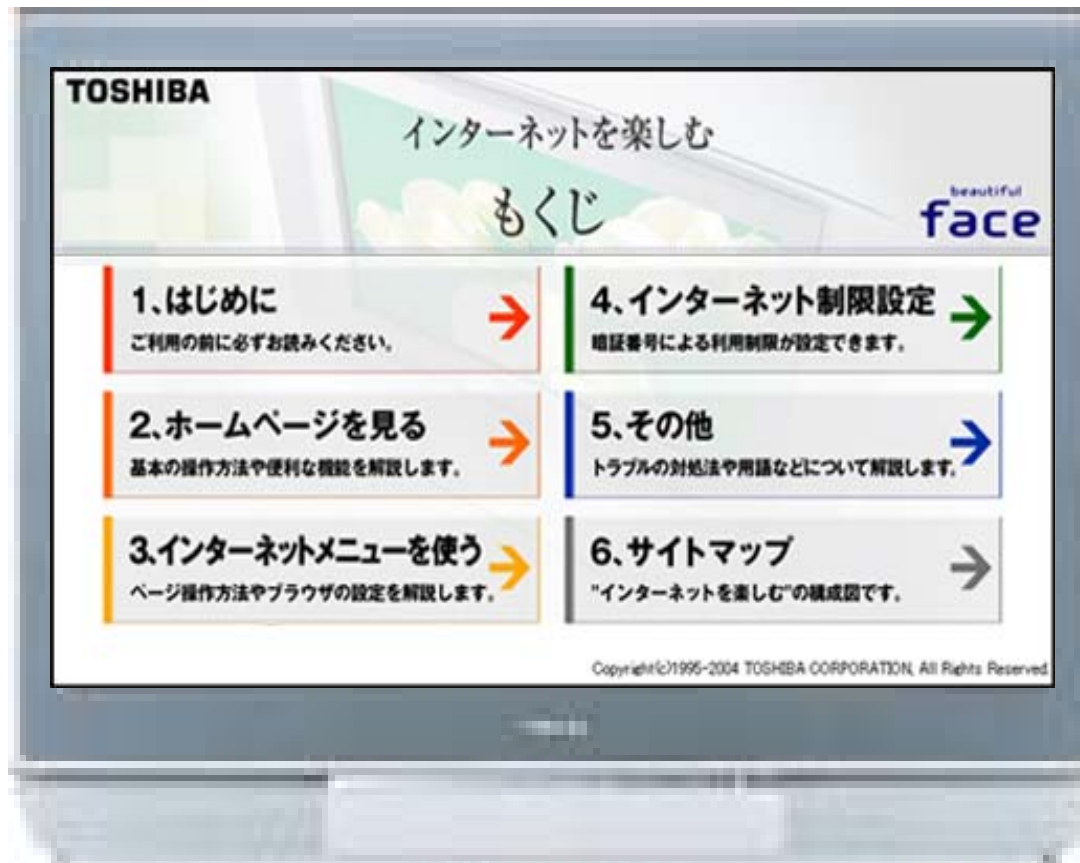 TOSHIBA
インターネットを楽しむ
もくじ
beautiful
face
1、はじめに
ご利用の前に必ずお読みください。
2、ホームページを見る
基本の操作方法や便利な機能を解説します。
3、インターネットメニューを使う
ページ操作方法やブラウザの設定を解説します。
4、インターネット制限設定
暗証番号による利用制限が設定できます。
5、その他
トラブルの対処法や用語などについて解説します。
6、サイトマップ
"インターネットを楽しむ"の構成図です。
Copyright(c)1995-2004 TOSHIBA CORPORATION, All Rights Reserved.